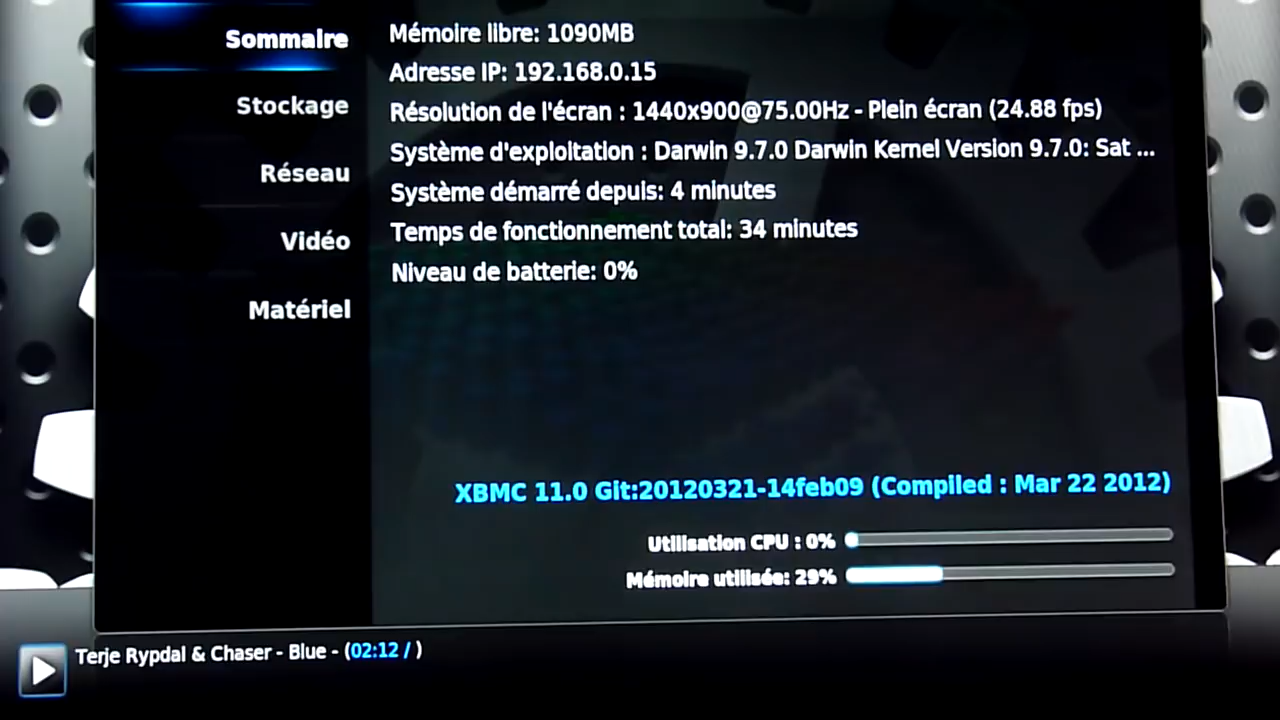 Sommaire
Stockage
Réseau
Vidéo
Matériel
Mémoire libre: 1090MB
Adresse IP: 192.168.0.15
Résolution de l'écran : 1440x900@75.00Hz - Plein écran (24.88 fps)
Système d'exploitation : Darwin 9.7.0 Darwin Kernel Version 9.7.0: Sat ...
Système démarré depuis: 4 minutes
Temps de fonctionnement total: 34 minutes
Niveau de batterie: 0%
XBMC 11.0 Git:20120321-14feb09 (Compiled : Mar 22 2012)
Utilisation CPU : 0%
Mémoire utilisée: 29%
Terje Rypdal & Chaser - Blue - (02:12 / )